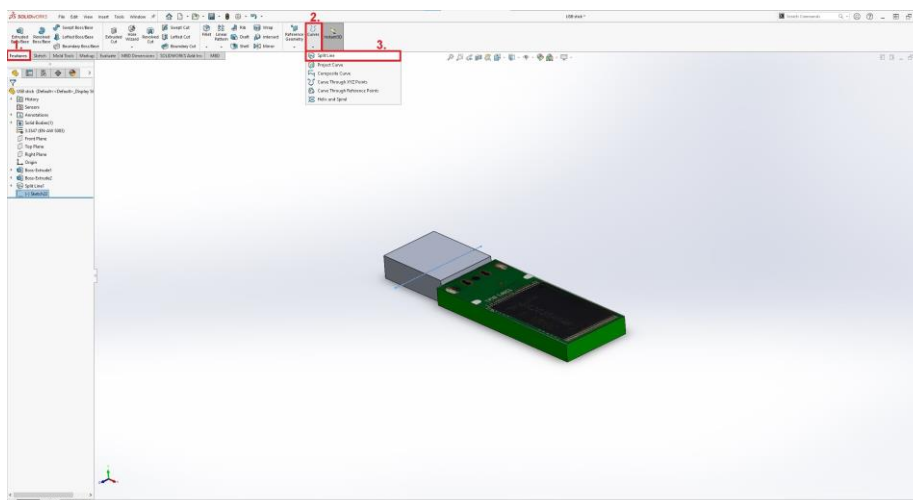 SOLIDWORKS File Edit View Insert Tools Window
USB stick *
Search Commands
2.
Extruded Boss/Base
Revolved Boss/Base
Swept Boss/Base
Lofted Boss/Base
Boundary Boss/Base
Extruded Cut
Hole Wizard
Revolved Cut
Swept Cut
Lofted Cut
Boundary Cut
Fillet
Linear Pattern
Rib
Draft
Shell
Wrap
Intersect
Mirror
Reference Geometry
Curves
Instant3D
1.
3.
Features Sketch Mold Tools Markup Evaluate MBD Dimensions SOLIDWORKS Add-Ins MBD
Split Line
Project Curve
Composite Curve
Curve Through XYZ Points
Curve Through Reference Points
Helix and Spiral
History
Sensors
Annotations
Solid Bodies(1)
Front Plane
Top Plane
Right Plane
Origin
Boss-Extrude1
Boss-Extrude2
Split Line1